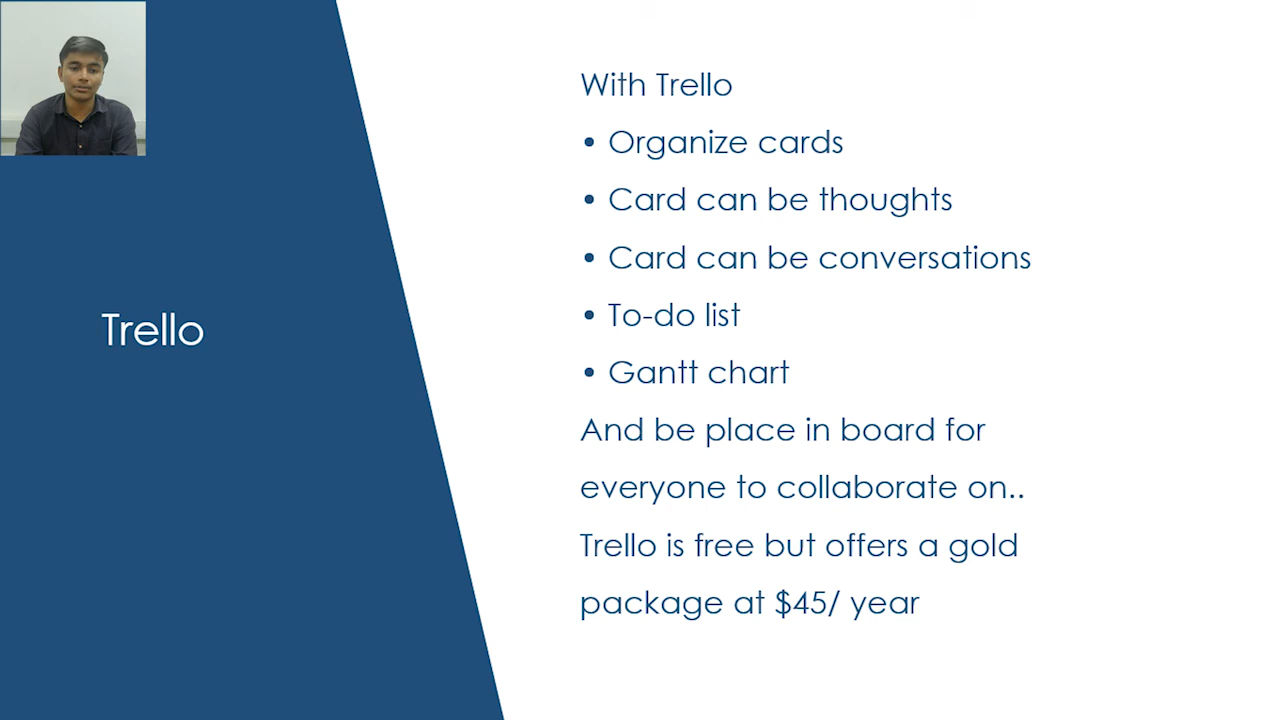 Trello
With Trello
• Organize cards
• Card can be thoughts
• Card can be conversations
• To-do list
• Gantt chart
And be place in board for
everyone to collaborate on..
Trello is free but offers a gold
package at $45/ year